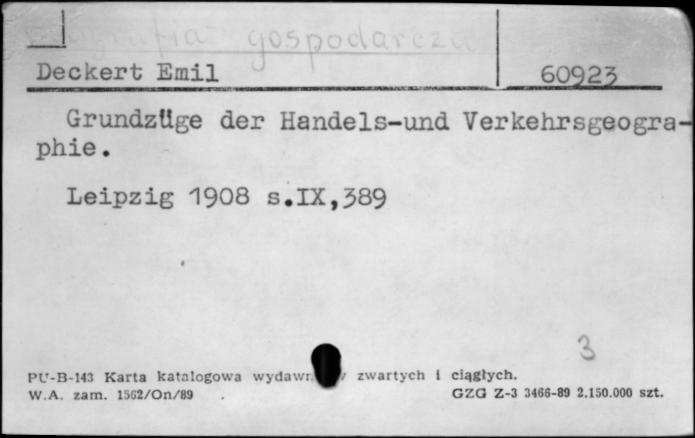 Geografia gospodarcza
Deckert Emil 60923
Grundzüge der Handels-und Verkehrsgeogra-
phie.
Leipzig 1908 s.IX,389
3
PU-B-143 Karta katalogowa wydawn. zwartych i ciągłych.
W.A. zam. 1562/On/89 GZG Z-3 3466-89 2.150.000 szt.